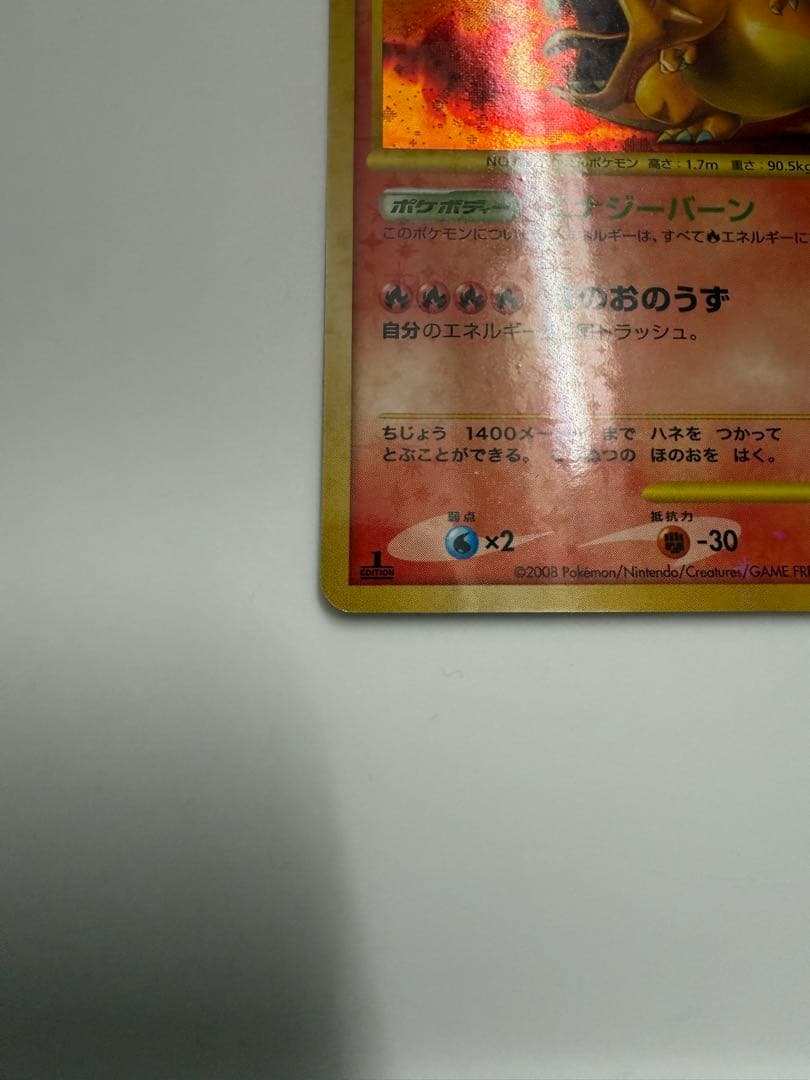 NO ポケモン 高さ：1.7m 重さ：90.5kg
ポケボディー ナジーバーン
このポケモンについ ネルギーは、すべて エネルギーに
のおのうず
自分のエネルギー トラッシュ。
ちじょう 1400メー まで ハネを つかって
とぶことができる。 つの ほのおを はく。
弱点 抵抗力
×2 -30
1 EDITION
©2008 Pokémon/Nintendo/Creatures/GAME FRE